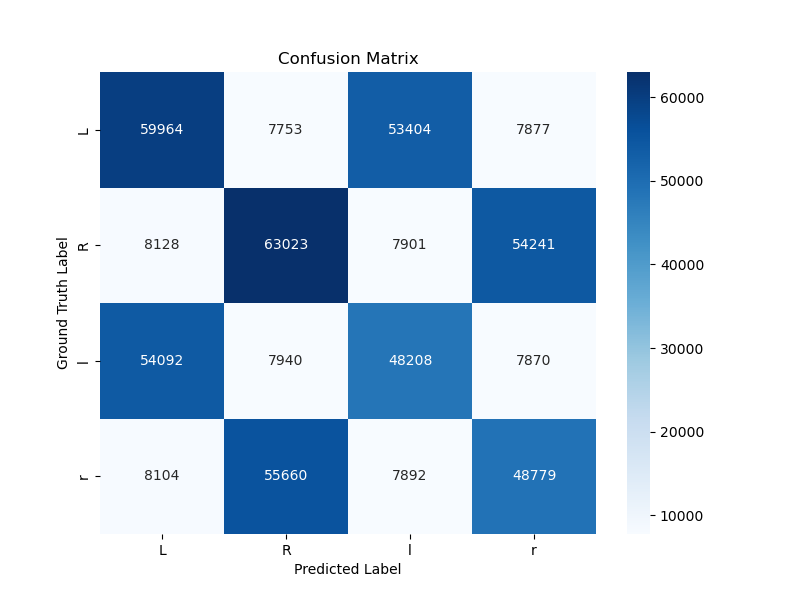 Confusion Matrix
L 59964 7753 53404 7877
R 8128 63023 7901 54241
l 54092 7940 48208 7870
r 8104 55660 7892 48779
L R l r
Predicted Label
Ground Truth Label
60000
50000
40000
30000
20000
10000